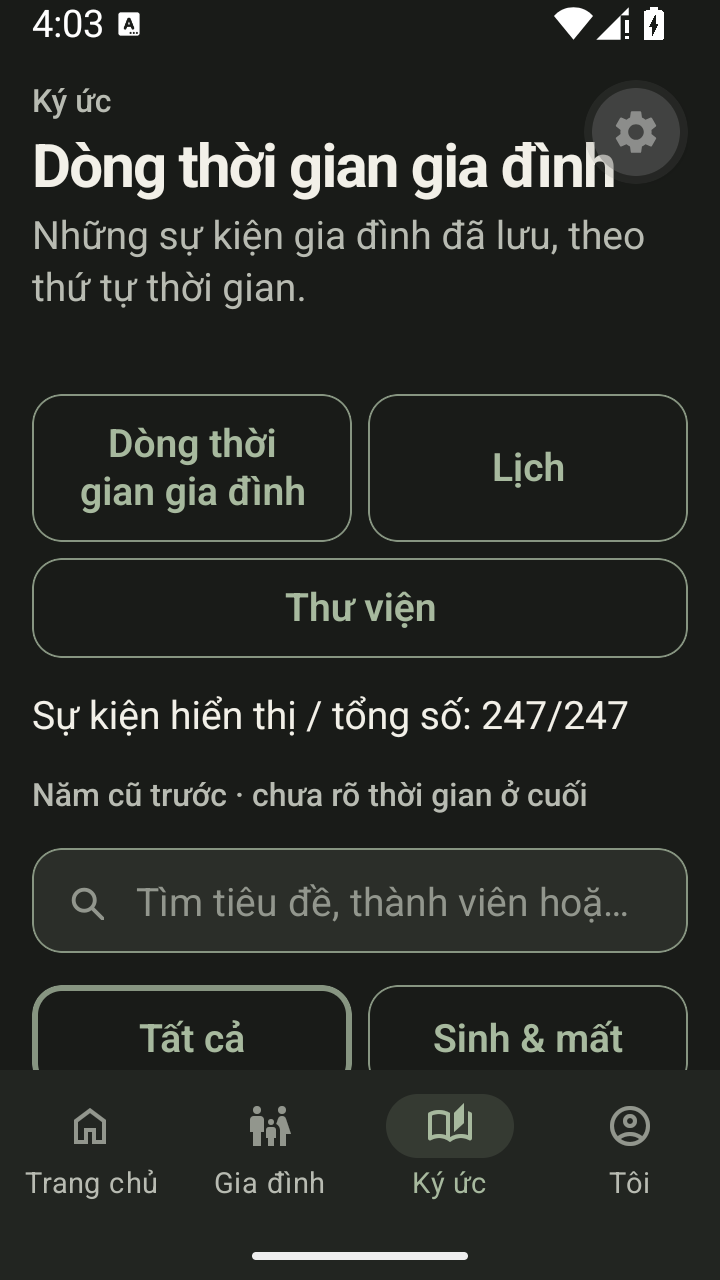 4:03
Ký ức
Dòng thời gian gia đình
Những sự kiện gia đình đã lưu, theo
thứ tự thời gian.
Dòng thời
gian gia đình
Lịch
Thư viện
Sự kiện hiển thị / tổng số: 247/247
Năm cũ trước · chưa rõ thời gian ở cuối
Tìm tiêu đề, thành viên hoặ...
Tất cả
Sinh & mất
Trang chủ
Gia đình
Ký ức
Tôi